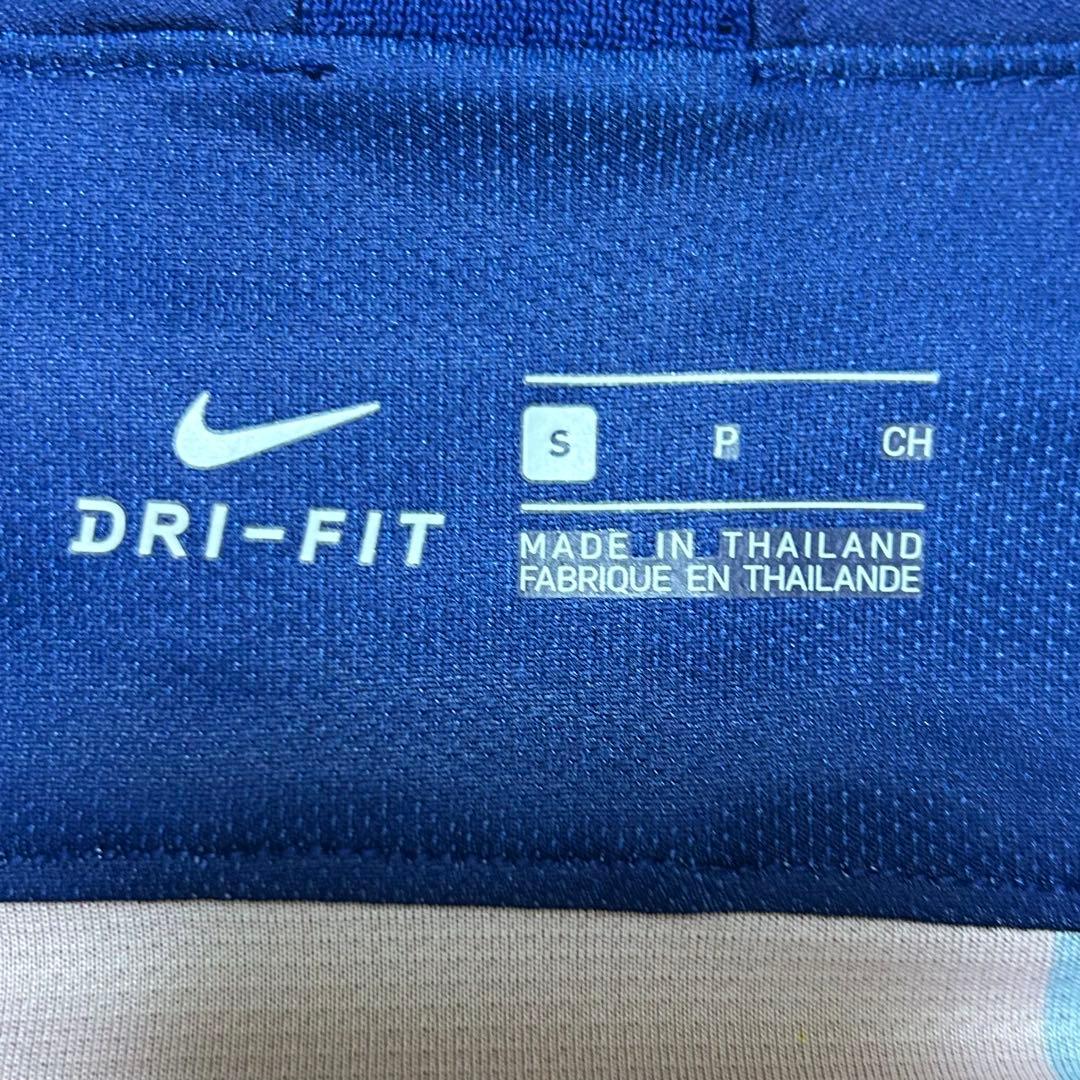 DRI-FIT
S P CH
MADE IN THAILAND
FABRIQUE EN THAILANDE